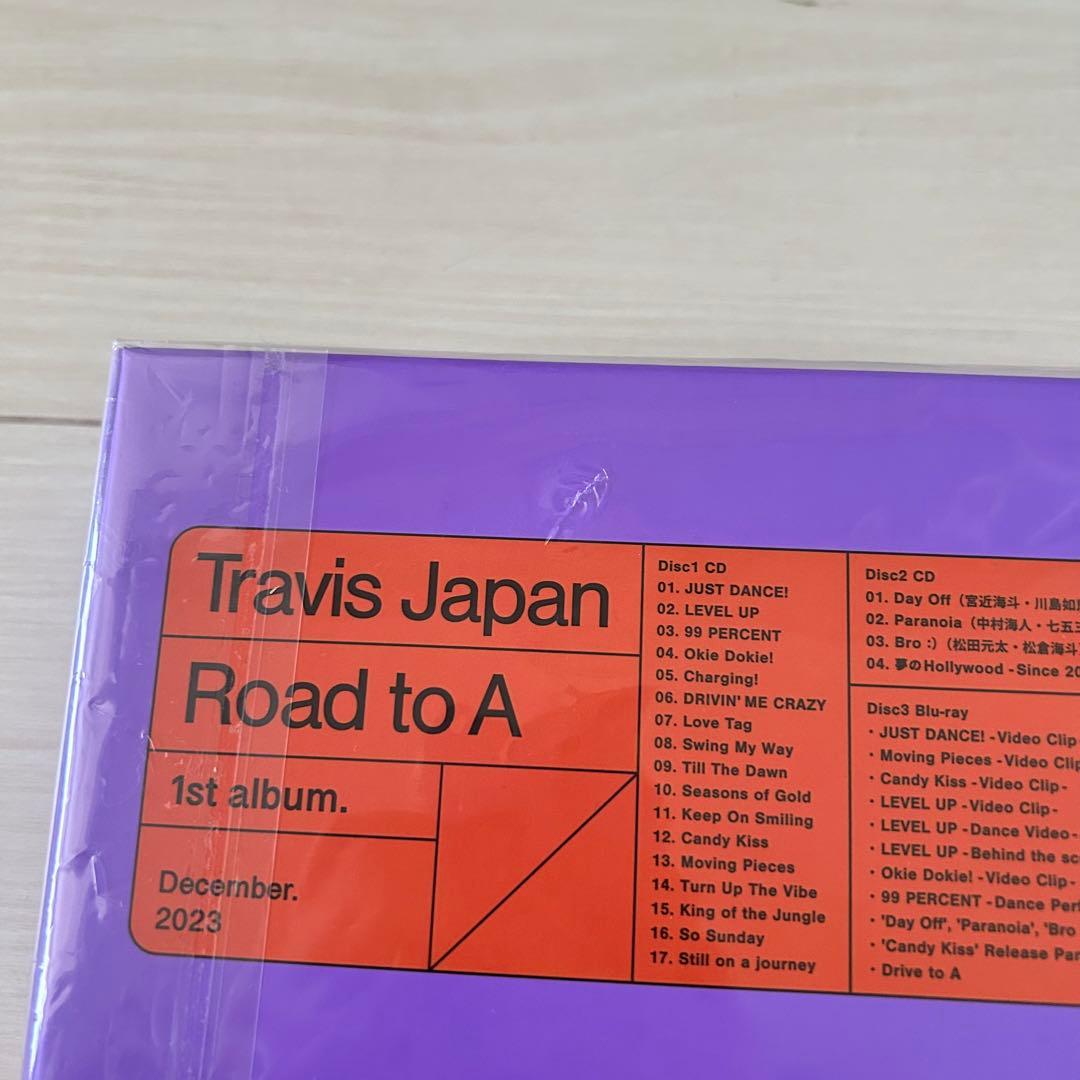 Travis Japan
Road to A
1st album.
December.
2023
Disc1 CD
01. JUST DANCE!
02. LEVEL UP
03. 99 PERCENT
04. Okie Dokie!
05. Charging!
06. DRIVIN' ME CRAZY
07. Love Tag
08. Swing My Way
09. Till The Dawn
10. Seasons of Gold
11. Keep On Smiling
12. Candy Kiss
13. Moving Pieces
14. Turn Up The Vibe
15. King of the Jungle
16. So Sunday
17. Still on a journey
Disc2 CD
01. Day Off（宮近海斗・川島如
02. Paranoia（中村海人・七五三
03. Bro :)（松田元太・松倉海斗
04. 夢のHollywood -Since 20
Disc3 Blu-ray
・JUST DANCE! -Video Clip
・Moving Pieces -Video Clip
・Candy Kiss -Video Clip-
・LEVEL UP -Video Clip-
・LEVEL UP -Dance Video-
・LEVEL UP -Behind the sc
・Okie Dokie! -Video Clip-
・99 PERCENT -Dance Perf
・'Day Off', 'Paranoia', 'Bro
・'Candy Kiss' Release Par
・Drive to A